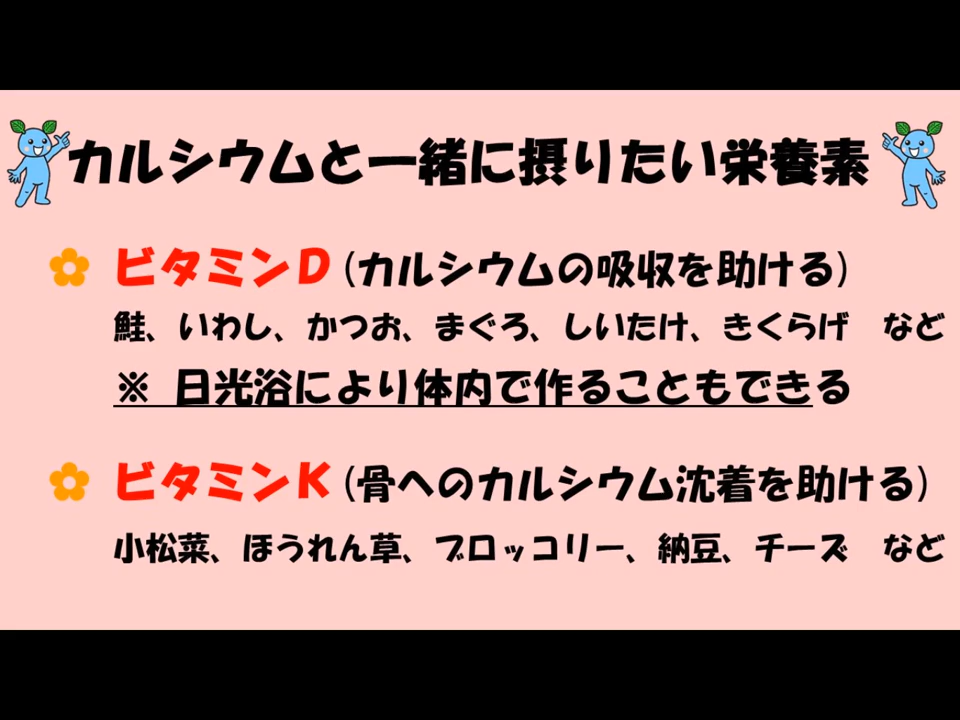 カルシウムと一緒に摂りたい栄養素
ビタミンD(カルシウムの吸収を助ける)
鮭、いわし、かつお、まぐろ、しいたけ、きくらげ　など
※ 日光浴により体内で作ることもできる
ビタミンK(骨へのカルシウム沈着を助ける)
小松菜、ほうれん草、ブロッコリー、納豆、チーズ　など